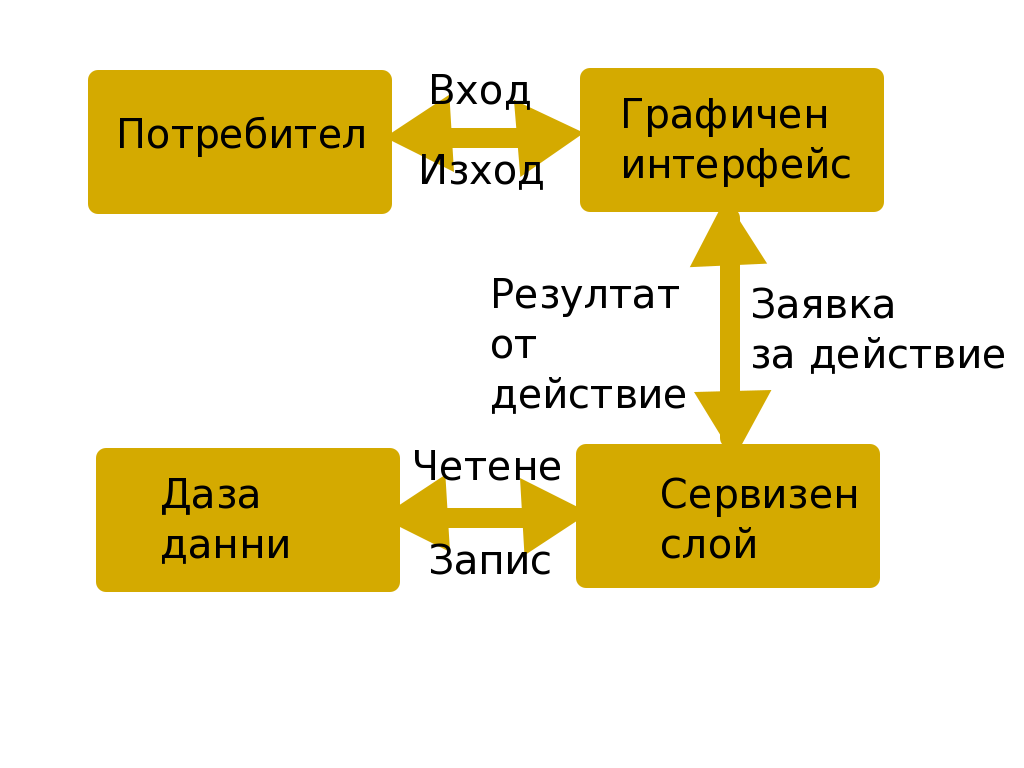 Потребител
Вход
Изход
Графичен
интерфейс
Резултат
от
действие
Заявка
за действие
Даза
данни
Четене
Запис
Сервизен
слой